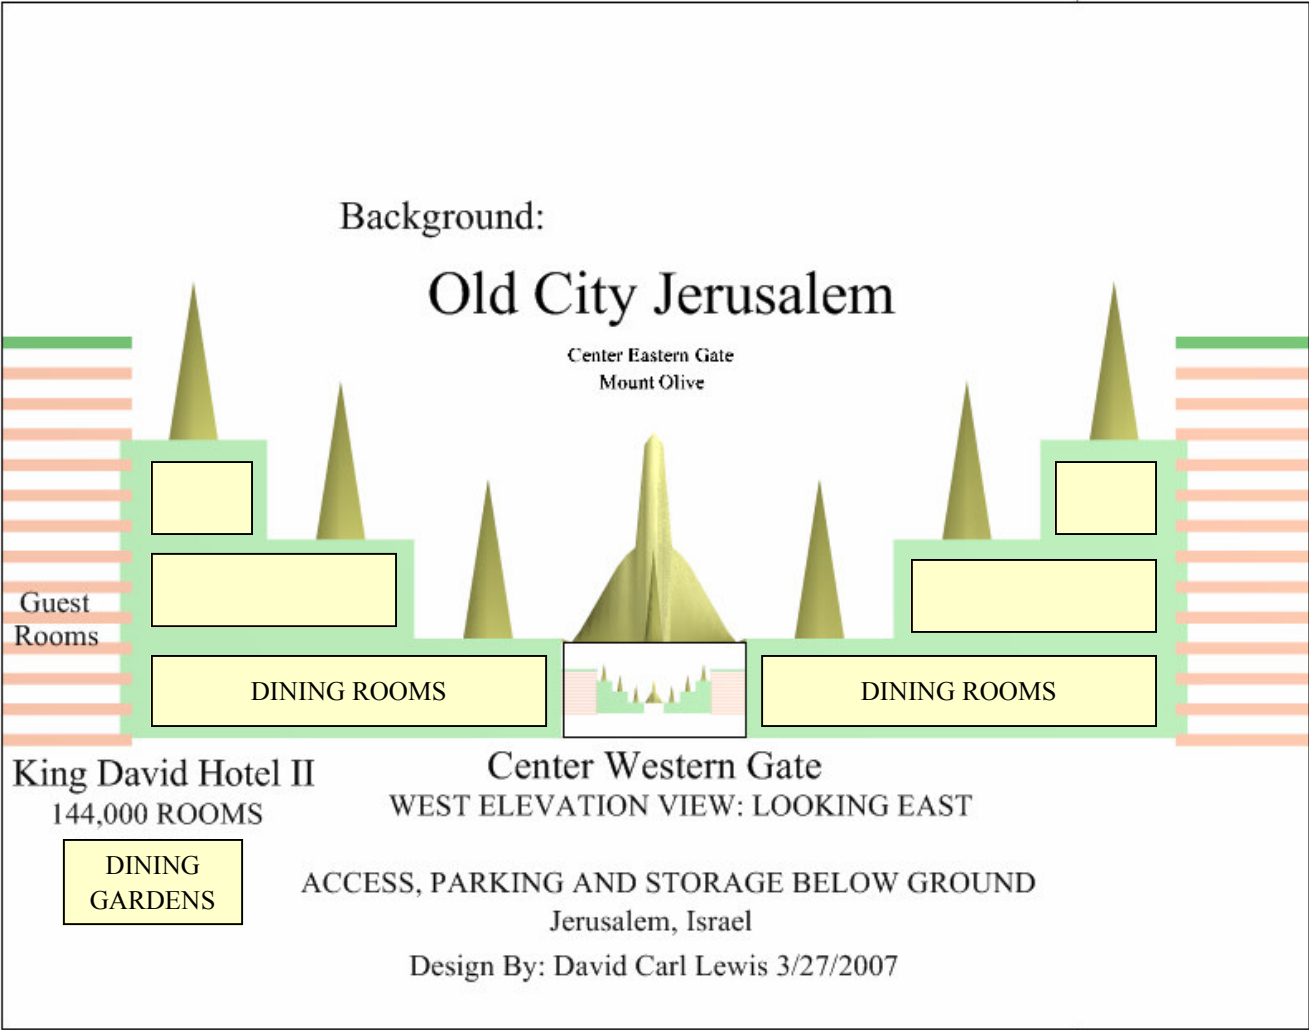 Background:
Old City Jerusalem
Center Eastern Gate
Mount Olive
Guest
Rooms
DINING ROOMS
DINING ROOMS
King David Hotel II
144,000 ROOMS
Center Western Gate
WEST ELEVATION VIEW: LOOKING EAST
DINING
GARDENS
ACCESS, PARKING AND STORAGE BELOW GROUND
Jerusalem, Israel
Design By: David Carl Lewis 3/27/2007